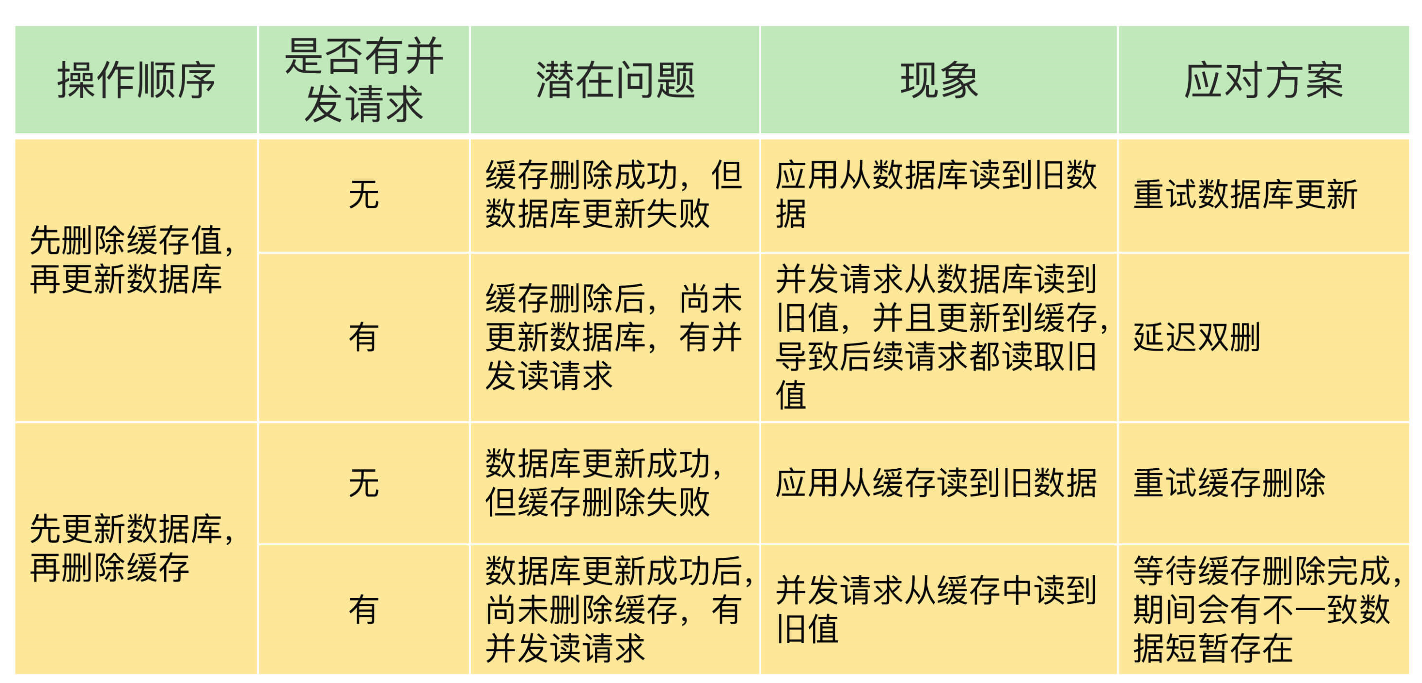 操作顺序
是否有并
发请求
潜在问题
现象
应对方案
先删除缓存值，
再更新数据库
无
缓存删除成功，但
数据库更新失败
应用从数据库读到旧数
据
重试数据库更新
有
缓存删除后，尚未
更新数据库，有并
发读请求
并发请求从数据库读到
旧值，并且更新到缓存，
导致后续请求都读取旧
值
延迟双删
先更新数据库，
再删除缓存
无
数据库更新成功，
但缓存删除失败
应用从缓存读到旧数据
重试缓存删除
有
数据库更新成功后，
尚未删除缓存，有
并发读请求
并发请求从缓存中读到
旧值
等待缓存删除完成，
期间会有不一致数
据短暂存在